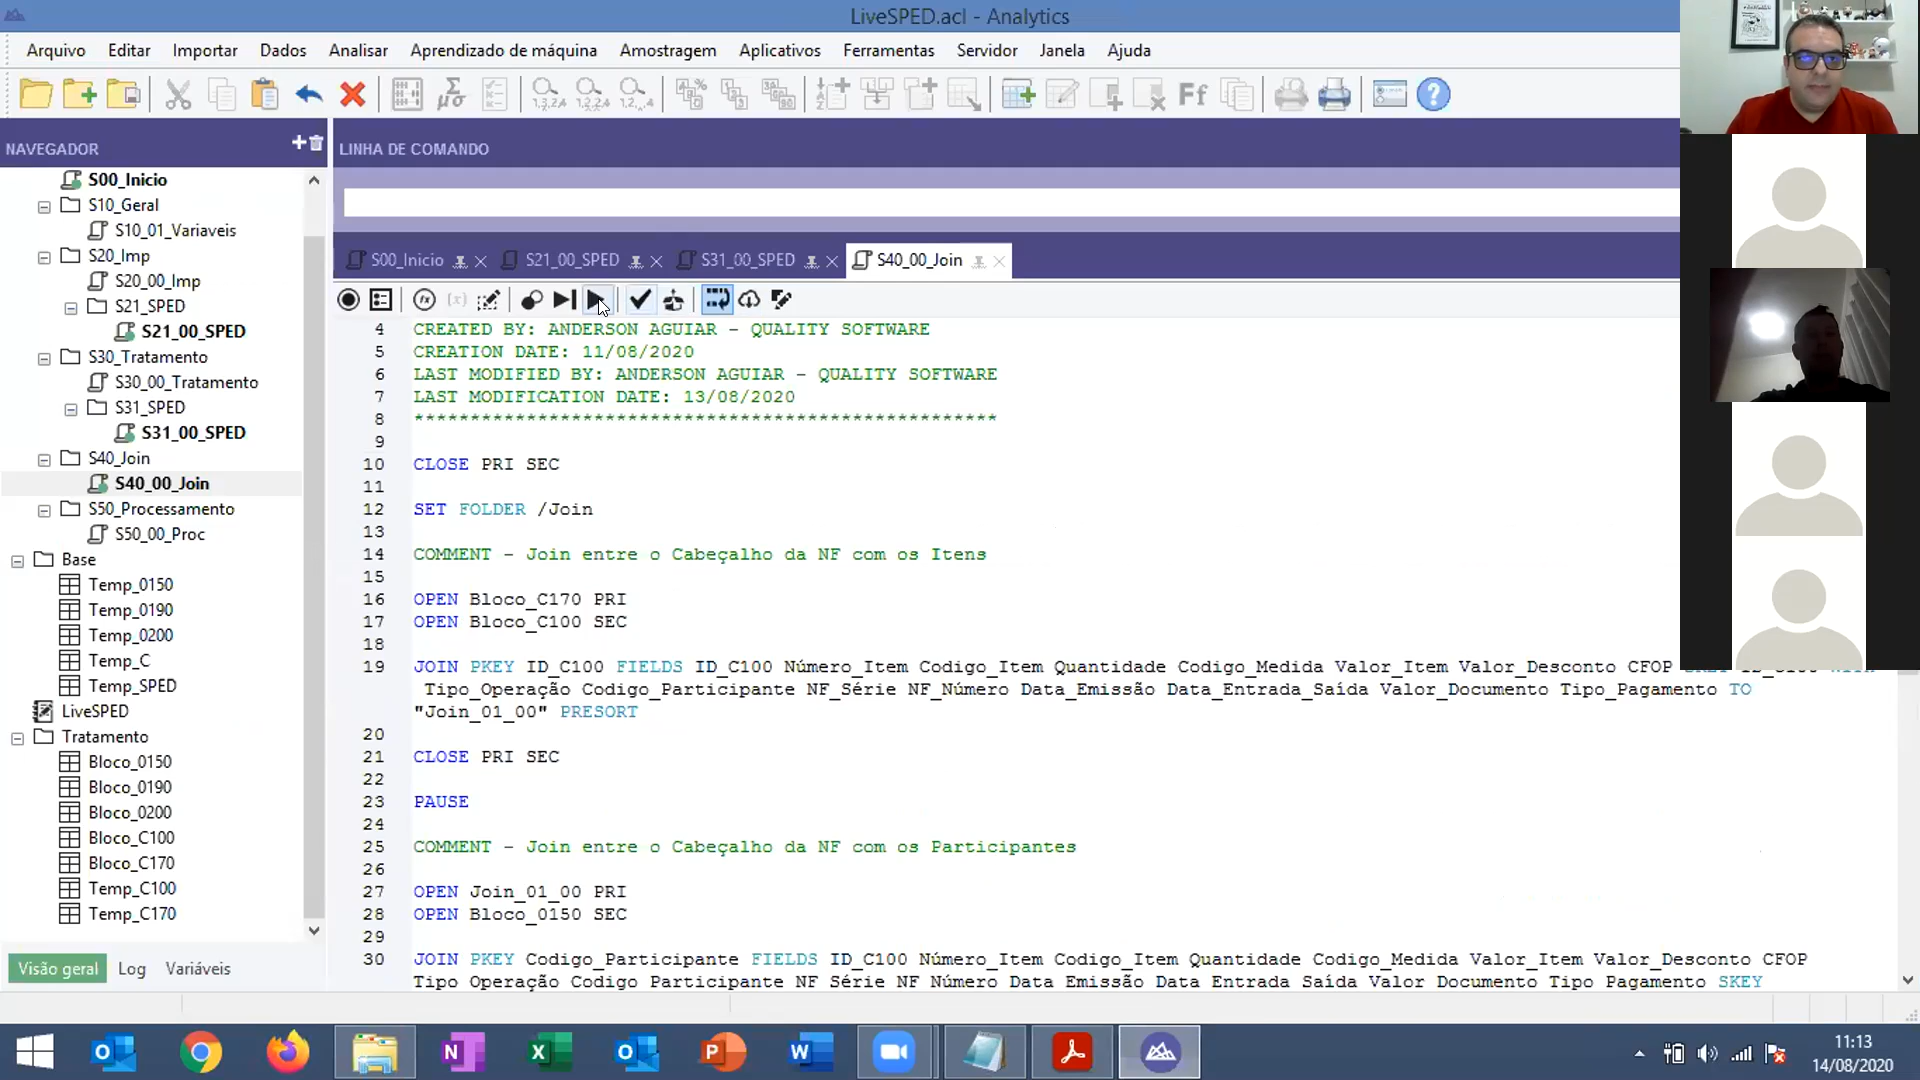 LiveSPED.acl - Analytics
Arquivo Editar Importar Dados Analisar Aprendizado de máquina Amostragem Aplicativos Ferramentas Servidor Janela Ajuda
NAVEGADOR
LINHA DE COMANDO
S00_Inicio
S10_Geral
S10_01_Variaveis
S20_Imp
S20_00_Imp
S21_SPED
S21_00_SPED
S30_Tratamento
S30_00_Tratamento
S31_SPED
S31_00_SPED
S40_Join
S40_00_Join
S50_Processamento
S50_00_Proc
Base
Temp_0150
Temp_0190
Temp_0200
Temp_C
Temp_SPED
LiveSPED
Tratamento
Bloco_0150
Bloco_0190
Bloco_0200
Bloco_C100
Bloco_C170
Temp_C100
Temp_C170
Visão geral Log Variáveis
S00_Inicio S21_00_SPED S31_00_SPED S40_00_Join
4 CREATED BY: ANDERSON AGUIAR - QUALITY SOFTWARE
5 CREATION DATE: 11/08/2020
6 LAST MODIFIED BY: ANDERSON AGUIAR - QUALITY SOFTWARE
7 LAST MODIFICATION DATE: 13/08/2020
8 ****************************************************
9
10 CLOSE PRI SEC
11
12 SET FOLDER /Join
13
14 COMMENT - Join entre o Cabeçalho da NF com os Itens
15
16 OPEN Bloco_C170 PRI
17 OPEN Bloco_C100 SEC
18
19 JOIN PKEY ID_C100 FIELDS ID_C100 Número_Item Codigo_Item Quantidade Codigo_Medida Valor_Item Valor_Desconto CFOP
Tipo_Operação Codigo_Participante NF_Série NF_Número Data_Emissão Data_Entrada_Saída Valor_Documento Tipo_Pagamento TO
"Join_01_00" PRESORT
20
21 CLOSE PRI SEC
22
23 PAUSE
24
25 COMMENT - Join entre o Cabeçalho da NF com os Participantes
26
27 OPEN Join_01_00 PRI
28 OPEN Bloco_0150 SEC
29
30 JOIN PKEY Codigo_Participante FIELDS ID_C100 Número_Item Codigo_Item Quantidade Codigo_Medida Valor_Item Valor_Desconto CFOP
Tipo_Operação Codigo_Participante NF_Série NF_Número Data_Emissão Data_Entrada_Saída Valor_Documento Tipo_Pagamento SKEY
11:13
14/08/2020